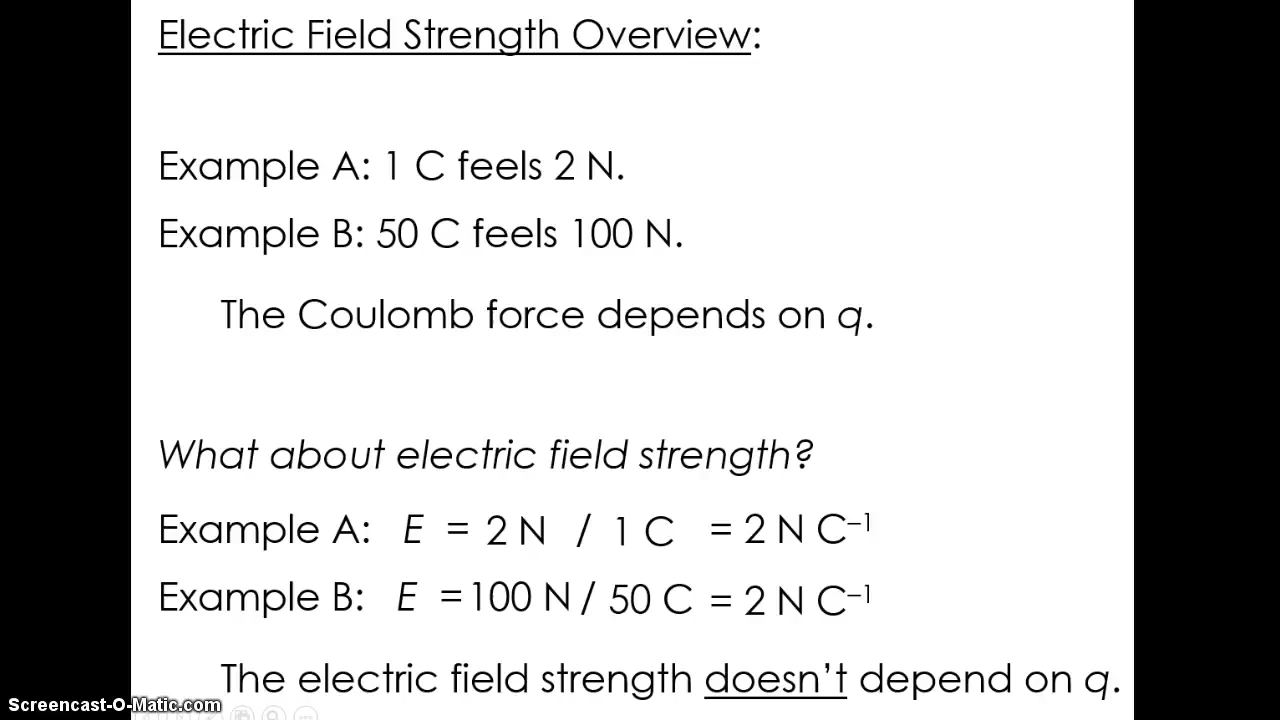 Electric Field Strength Overview:
Example A: 1 C feels 2 N.
Example B: 50 C feels 100 N.
The Coulomb force depends on q.
What about electric field strength?
Example A: E = 2 N / 1 C = 2 N C⁻¹
Example B: E = 100 N / 50 C = 2 N C⁻¹
The electric field strength doesn’t depend on q.
Screencast-O-Matic.com